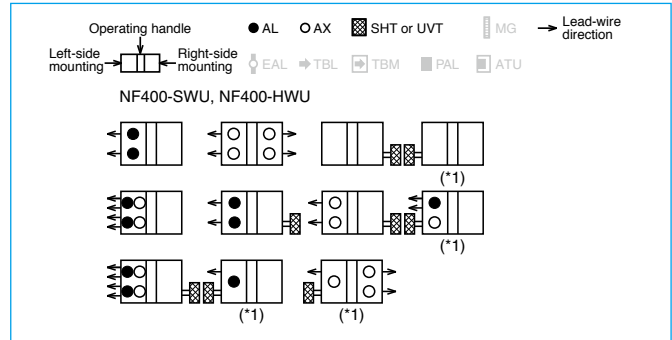 Operating handle
● AL ○ AX SHT or UVT MG → Lead-wire direction
Left-side mounting
Right-side mounting
EAL TBL TBM PAL ATU
NF400-SWU, NF400-HWU
(*1)
(*1)
(*1) (*1)